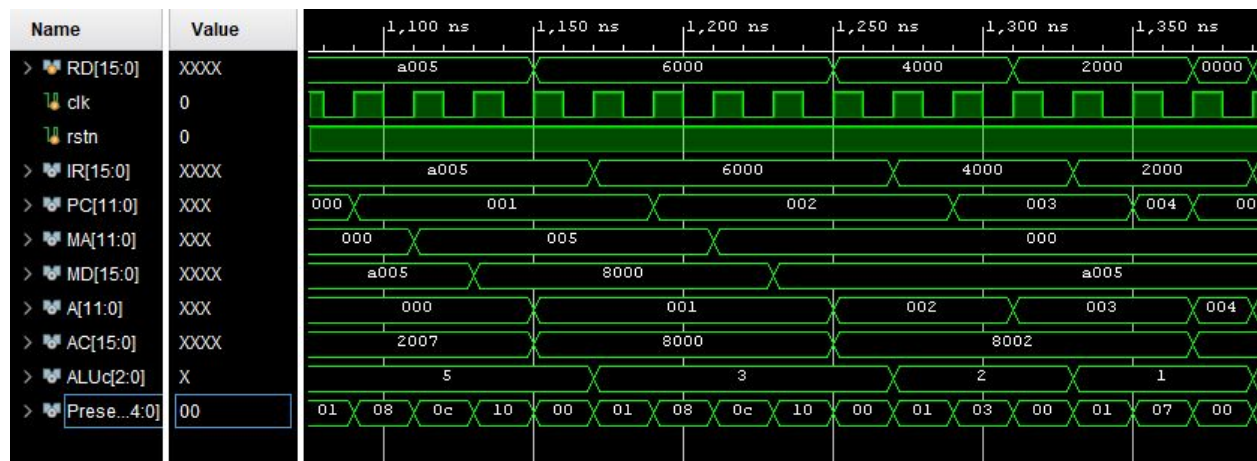 Name Value 1,100 ns 1,150 ns 1,200 ns 1,250 ns 1,300 ns 1,350 ns
RD[15:0] XXXX a005 6000 4000 2000 0000
clk 0
rstn 0
IR[15:0] XXXX a005 6000 4000 2000
PC[11:0] XXX 000 001 002 003 004 00
MA[11:0] XXX 000 005 000
MD[15:0] XXXX a005 8000 a005
A[11:0] XXX 000 001 002 003 004
AC[15:0] XXXX 2007 8000 8002
ALUc[2:0] X 5 3 2 1
Prese...4:0] 00 01 08 0c 10 00 01 08 0c 10 00 01 03 00 01 07 00